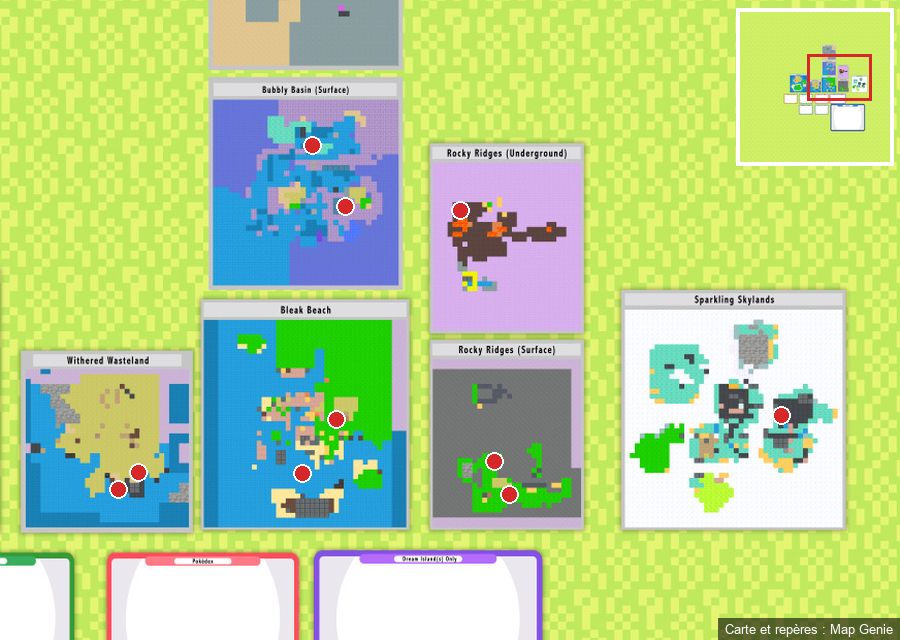 Bubbly Basin (Surface)
Rocky Ridges (Underground)
Sparkling Skylands
Bleak Beach
Withered Wasteland
Rocky Ridges (Surface)
Pokédex
Dream Island(s) Only
Carte et repères : Map Genie